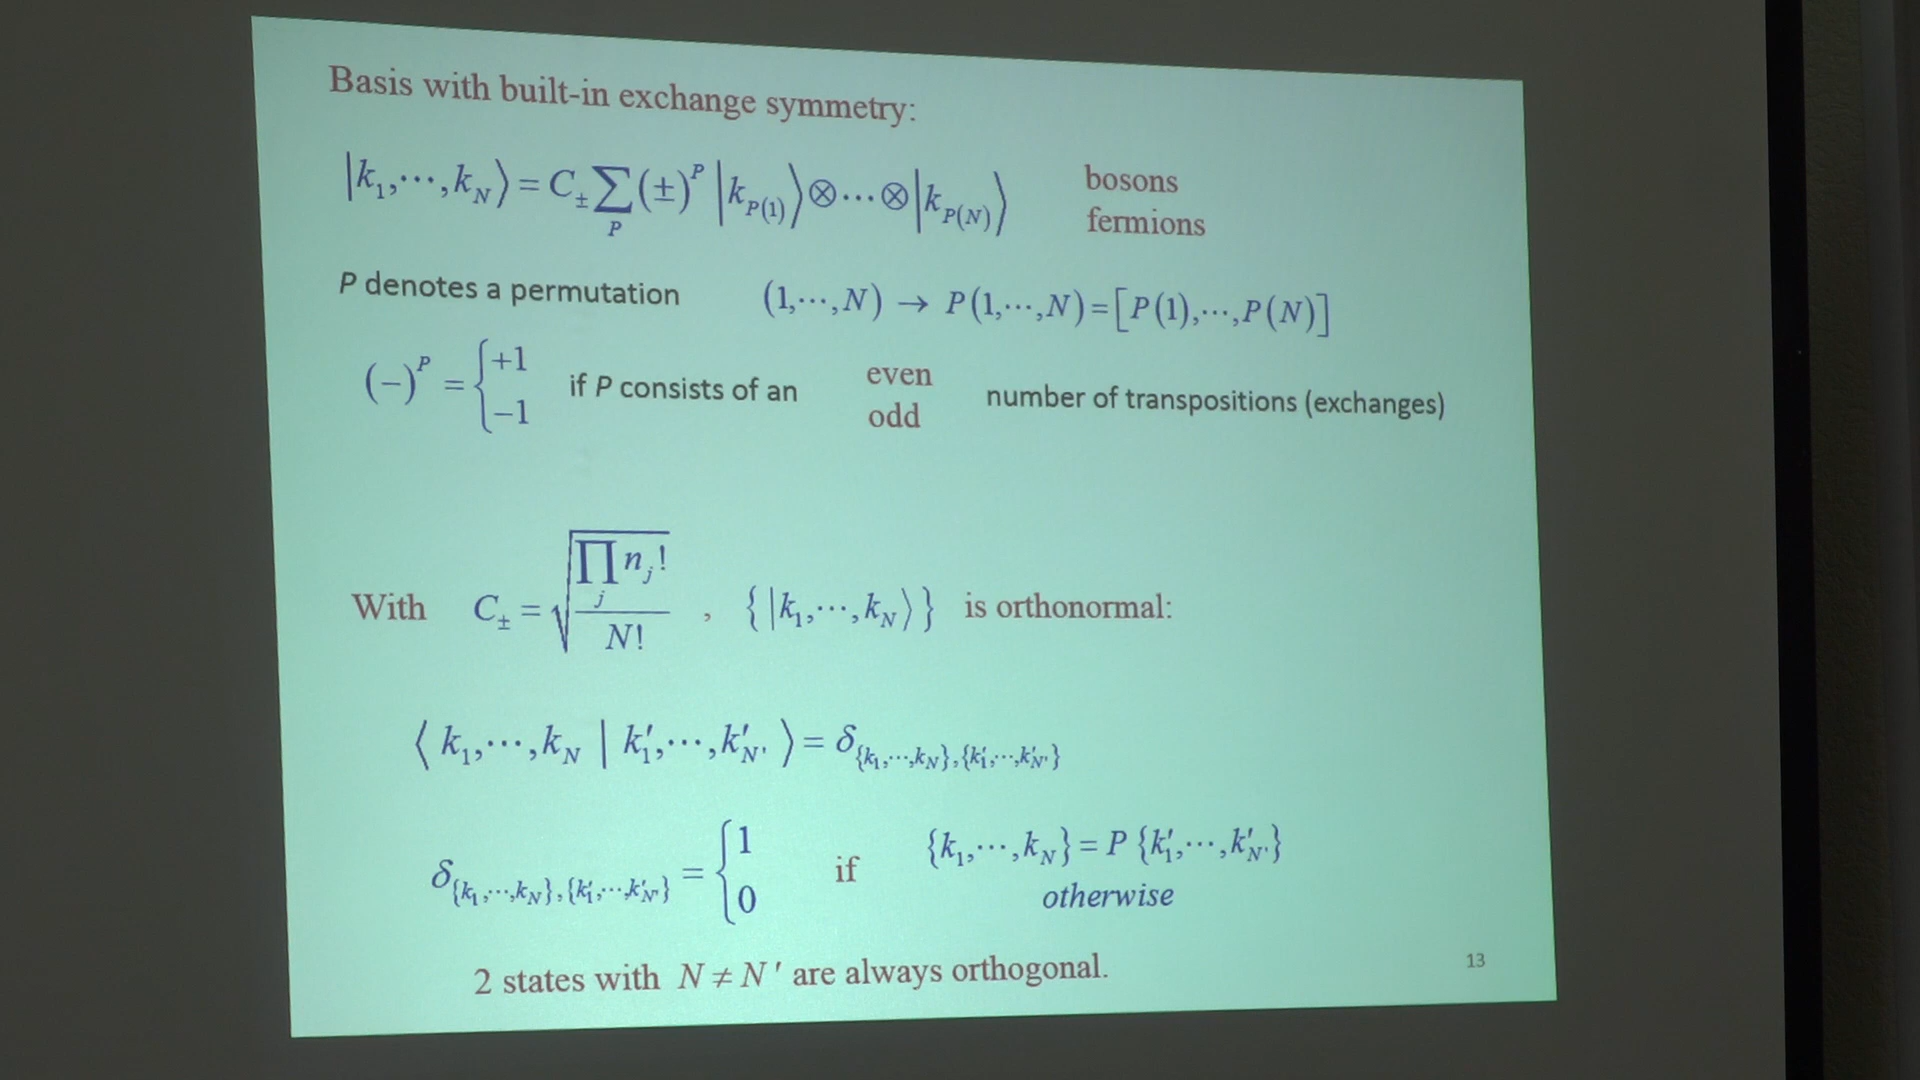 Basis with built-in exchange symmetry:
|k₁,⋯,k_N⟩ = C_± ∑_P (±)^P |k_P(1)⟩⊗⋯⊗|k_P(N)⟩ bosons fermions
P denotes a permutation (1,⋯,N) → P(1,⋯,N)=[P(1),⋯,P(N)]
(−)^P = { +1 −1 if P consists of an even odd number of transpositions (exchanges)
With C_± = √(∏_j n_j! / N!) , {|k₁,⋯,k_N⟩} is orthonormal:
⟨ k₁,⋯,k_N | k′₁,⋯,k′_N' ⟩ = δ_{k₁,⋯,k_N},{k′₁,⋯,k′_N'}
δ_{k₁,⋯,k_N},{k′₁,⋯,k′_N'} = { 1 0 if {k₁,⋯,k_N} = P {k′₁,⋯,k′_N'} otherwise
2 states with N ≠ N ′ are always orthogonal.
13